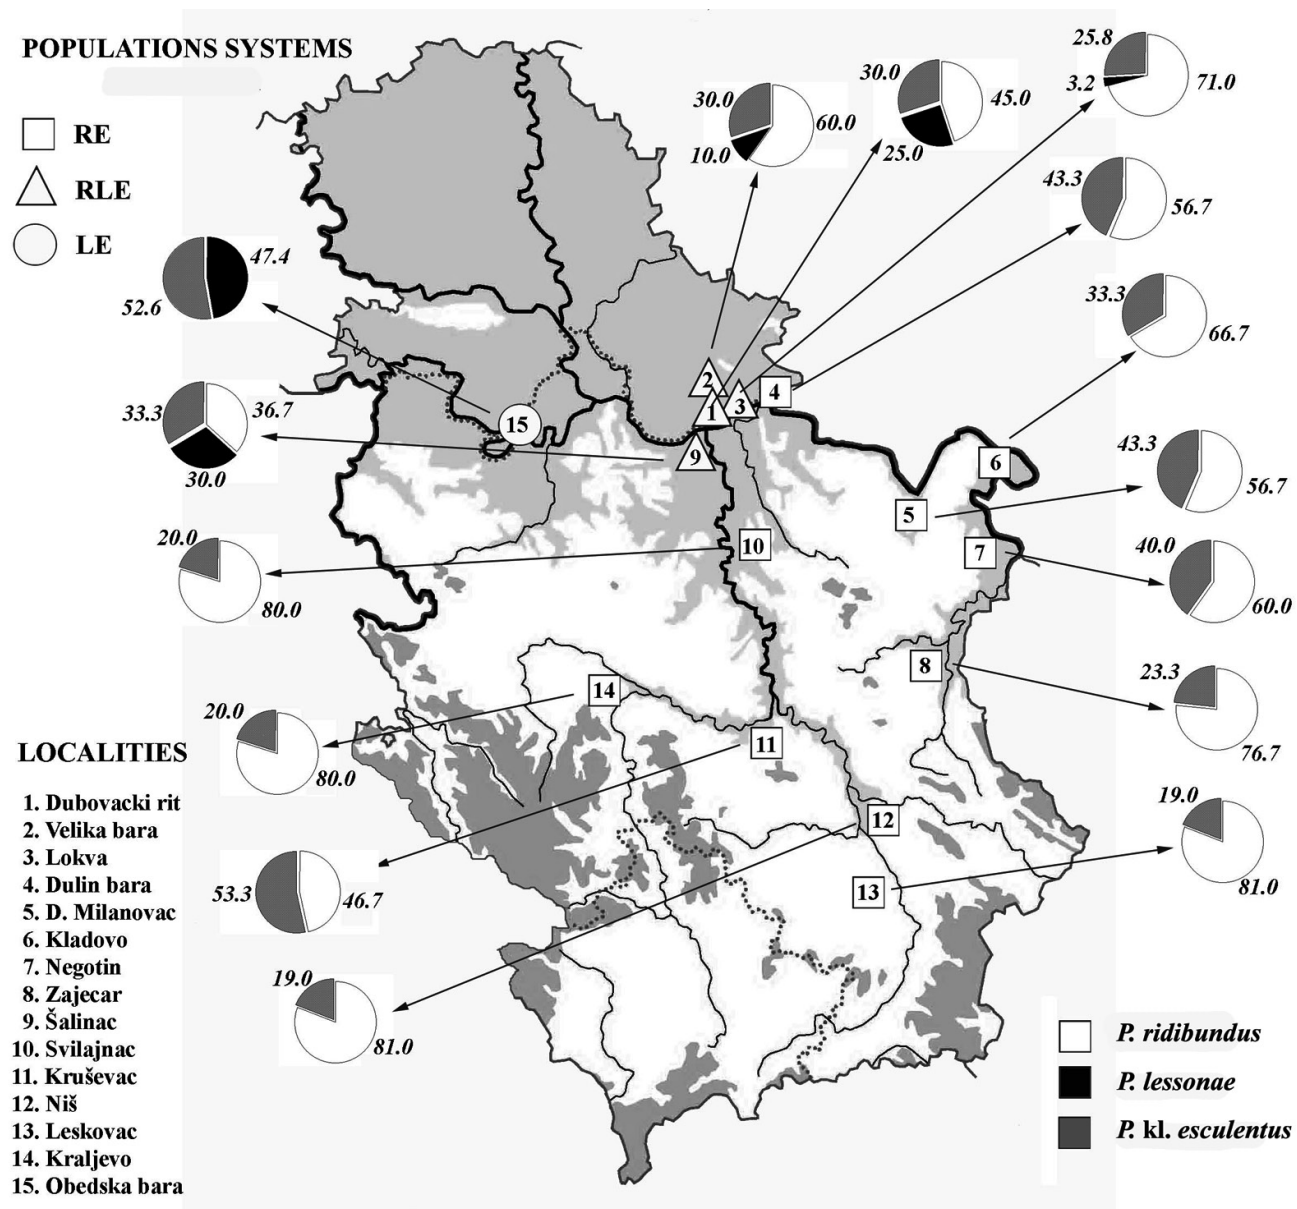 POPULATIONS SYSTEMS
RE
RLE
LE
30.0
60.0
10.0
30.0
45.0
25.0
25.8
3.2
71.0
43.3
56.7
33.3
66.7
43.3
56.7
40.0
60.0
23.3
76.7
19.0
81.0
47.4
52.6
33.3
36.7
30.0
20.0
80.0
20.0
80.0
53.3
46.7
19.0
81.0
2
1
3
4
15
9
6
5
10
7
8
14
11
12
13
LOCALITIES
1. Dubovacki rit
2. Velika bara
3. Lokva
4. Dulin bara
5. D. Milanovac
6. Kladovo
7. Negotin
8. Zajecar
9. Šalinac
10. Svilajnac
11. Kruševac
12. Niš
13. Leskovac
14. Kraljevo
15. Obedska bara
P. ridibundus
P. lessonae
P. kl. esculentus